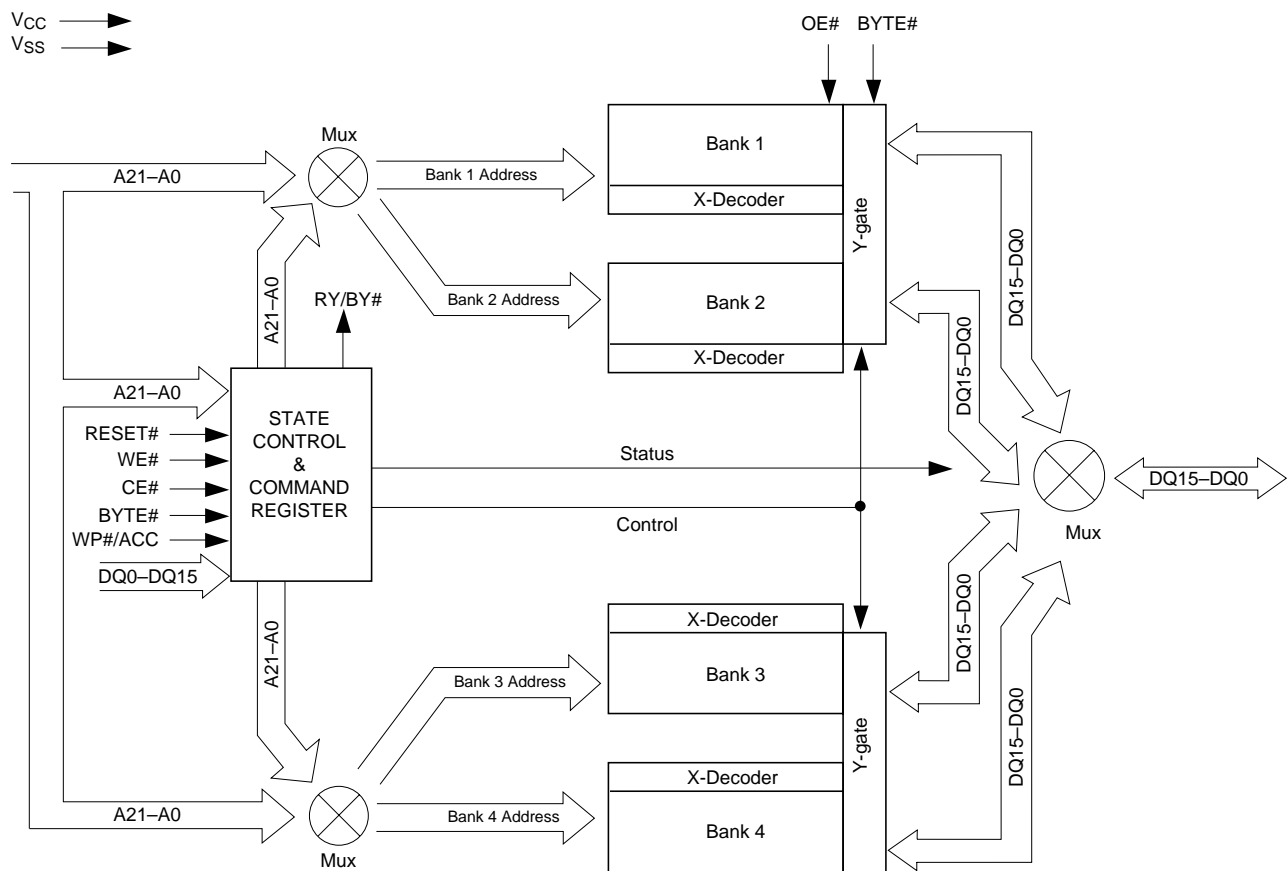 VCC
VSS
OE# BYTE#
Mux
Bank 1
A21–A0
Bank 1 Address
X-Decoder
Y-gate
A21–A0
RY/BY#
Bank 2 Address
Bank 2
X-Decoder
DQ15–DQ0
DQ15–DQ0
A21–A0
RESET#
WE#
CE#
BYTE#
WP#/ACC
DQ0–DQ15
STATE
CONTROL
&
COMMAND
REGISTER
Status
Control
DQ15–DQ0
Mux
A21–A0
X-Decoder
Bank 3 Address
Bank 3
Y-gate
DQ15–DQ0
DQ15–DQ0
X-Decoder
A21–A0
Bank 4 Address
Bank 4
Mux